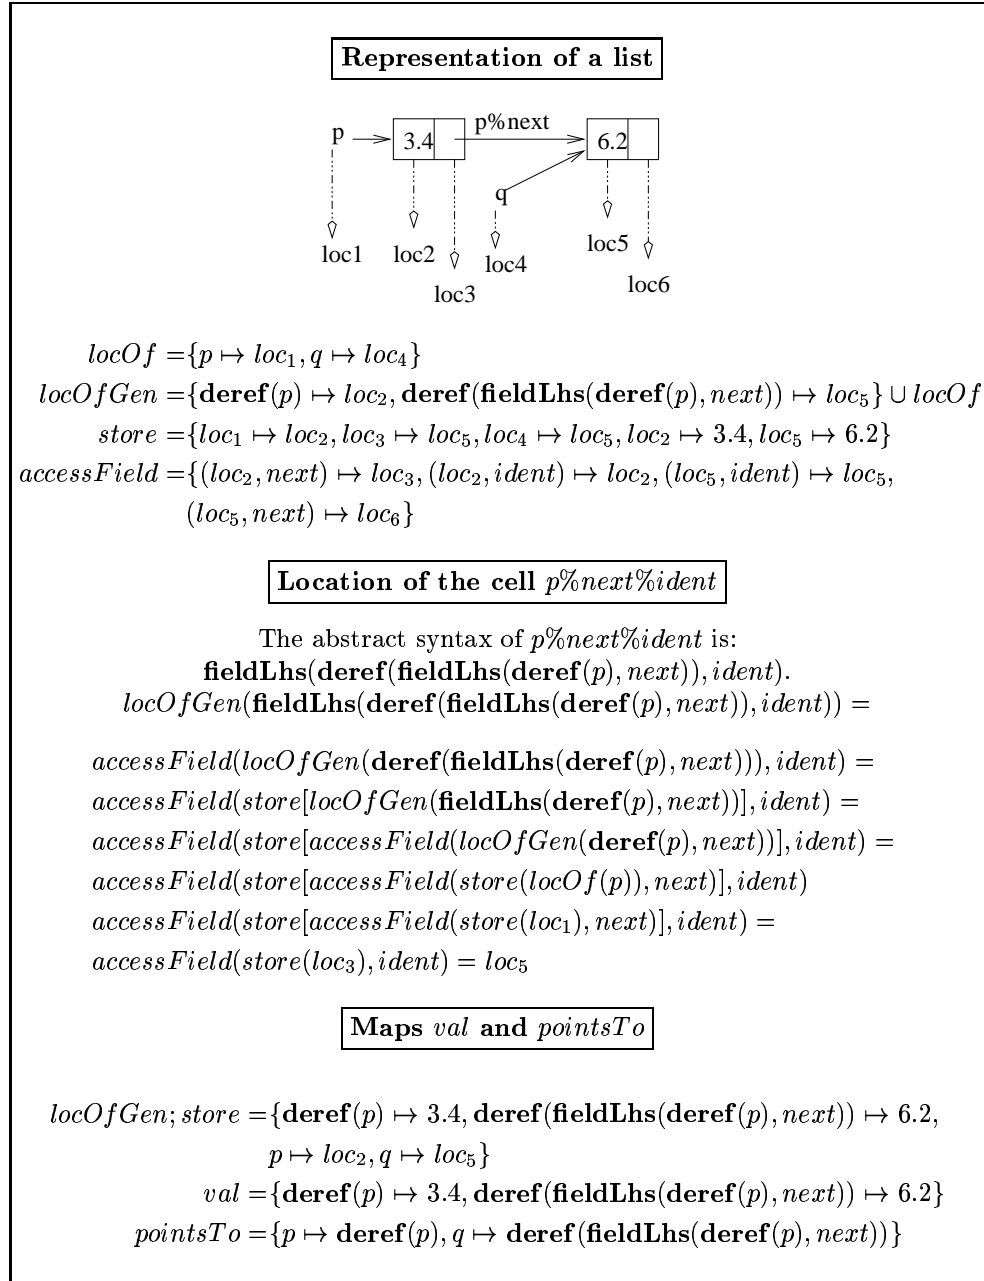 Representation of a list
p 3.4 p%next 6.2
q
loc1 loc2 loc3 loc4 loc5 loc6
locOf ={p ↦ loc₁, q ↦ loc₄}
locOfGen ={deref(p) ↦ loc₂, deref(fieldLhs(deref(p), next)) ↦ loc₅} ∪ locOf
store ={loc₁ ↦ loc₂, loc₃ ↦ loc₅, loc₄ ↦ loc₅, loc₂ ↦ 3.4, loc₅ ↦ 6.2}
accessField ={(loc₂, next) ↦ loc₃, (loc₂, ident) ↦ loc₂, (loc₅, ident) ↦ loc₅,
(loc₅, next) ↦ loc₆}
Location of the cell p%next%ident
The abstract syntax of p%next%ident is:
fieldLhs(deref(fieldLhs(deref(p), next)), ident).
locOfGen(fieldLhs(deref(fieldLhs(deref(p), next)), ident)) =
accessField(locOfGen(deref(fieldLhs(deref(p), next))), ident) =
accessField(store[locOfGen(fieldLhs(deref(p), next))], ident) =
accessField(store[accessField(locOfGen(deref(p), next))], ident) =
accessField(store[accessField(store(locOf(p)), next)], ident)
accessField(store[accessField(store(loc₁), next)], ident) =
accessField(store(loc₃), ident) = loc₅
Maps val and pointsTo
locOfGen; store ={deref(p) ↦ 3.4, deref(fieldLhs(deref(p), next)) ↦ 6.2,
p ↦ loc₂, q ↦ loc₅}
val ={deref(p) ↦ 3.4, deref(fieldLhs(deref(p), next)) ↦ 6.2}
pointsTo ={p ↦ deref(p), q ↦ deref(fieldLhs(deref(p), next))}